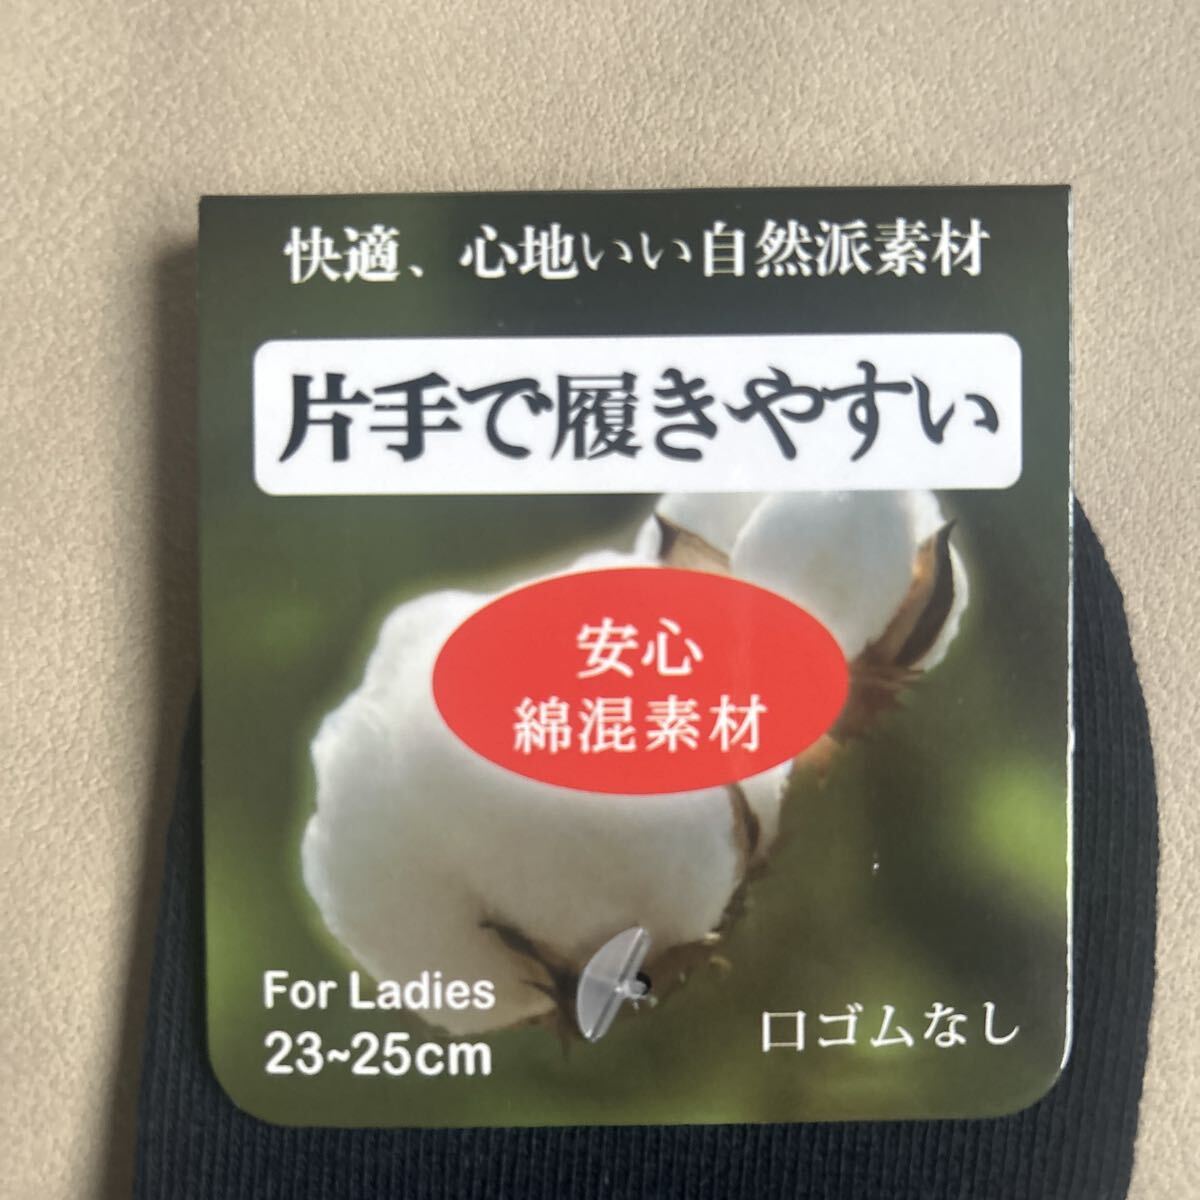 快適、心地いい自然派素材
片手で履きやすい
安心
綿混素材
For Ladies
23~25cm
口ゴムなし